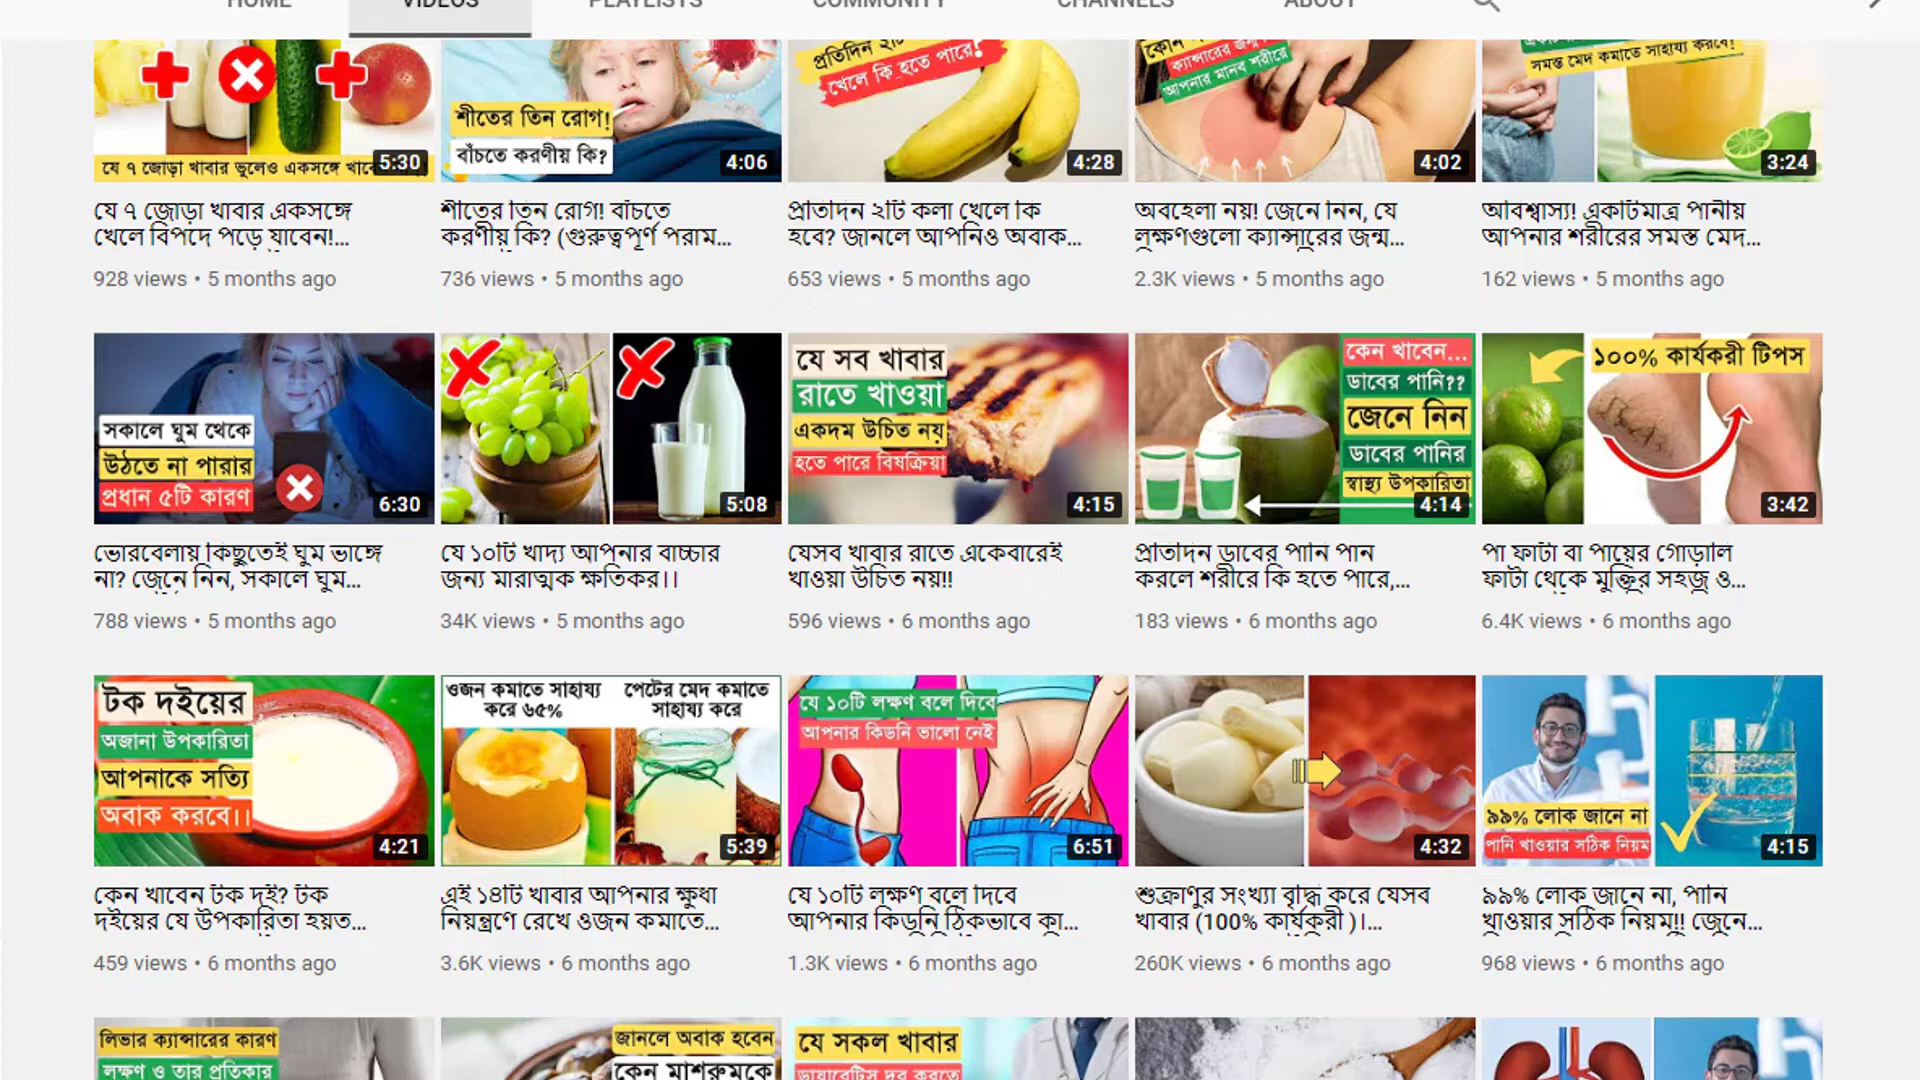 HOME VIDEOS PLAYLISTS COMMUNITY CHANNELS ABOUT
যে ৭ জোড়া খাবার ভুলেও একসঙ্গে
5:30
শীতের তিন রোগ!
বাঁচতে করণীয় কি?
4:06
প্রতিদিন ২টি
খেলে কি হতে পারে!
4:28
কোন
ক্যান্সারের জন্ম
আপনার মানব শরীরে
4:02
সমস্ত মেদ কমাতে সাহায্য করবে!
3:24
যে ৭ জোড়া খাবার একসঙ্গে
খেলে বিপদে পড়ে যাবেন!...
928 views • 5 months ago
শীতের তিন রোগ! বাঁচতে
করণীয় কি? (গুরুত্বপূর্ণ পরাম...
736 views • 5 months ago
প্রতিদিন ২টি কলা খেলে কি
হবে? জানলে আপনিও অবাক...
653 views • 5 months ago
অবহেলা নয়! জেনে নিন, যে
লক্ষণগুলো ক্যান্সারের জন্ম...
2.3K views • 5 months ago
অবিশ্বাস্য! একটিমাত্র পানীয়
আপনার শরীরের সমস্ত মেদ...
162 views • 5 months ago
সকালে ঘুম থেকে
উঠতে না পারার
প্রধান ৫টি কারণ
6:30
5:08
যে সব খাবার
রাতে খাওয়া
একদম উচিত নয়
হতে পারে বিষক্রিয়া
4:15
কেন খাবেন...
ডাবের পানি??
জেনে নিন
ডাবের পানির
স্বাস্থ্য উপকারিতা
4:14
১০০% কার্যকরী টিপস
3:42
ভোরবেলায় কিছুতেই ঘুম ভাঙ্গে
না? জেনে নিন, সকালে ঘুম...
788 views • 5 months ago
যে ১০টি খাদ্য আপনার বাচ্চার
জন্য মারাত্মক ক্ষতিকর।।
34K views • 5 months ago
যেসব খাবার রাতে একেবারেই
খাওয়া উচিত নয়!!
596 views • 6 months ago
প্রতিদিন ডাবের পানি পান
করলে শরীরে কি হতে পারে,...
183 views • 6 months ago
পা ফাটা বা পায়ের গোড়ালি
ফাটা থেকে মুক্তির সহজ ও...
6.4K views • 6 months ago
টক দইয়ের
অজানা উপকারিতা
আপনাকে সত্যি
অবাক করবে।।
4:21
ওজন কমাতে সাহায্য
করে ৬৫%
পেটের মেদ কমাতে
সাহায্য করে
5:39
যে ১০টি লক্ষণ বলে দিবে
আপনার কিডনি ভালো নেই
6:51
4:32
৯৯% লোক জানে না
পানি খাওয়ার সঠিক নিয়ম
4:15
কেন খাবেন টক দই? টক
দইয়ের যে উপকারিতা হয়ত...
459 views • 6 months ago
এই ১৪টি খাবার আপনার ক্ষুধা
নিয়ন্ত্রণে রেখে ওজন কমাতে...
3.6K views • 6 months ago
যে ১০টি লক্ষণ বলে দিবে
আপনার কিডনি ঠিকভাবে কা...
1.3K views • 6 months ago
শুক্রাণুর সংখ্যা বৃদ্ধি করে যেসব
খাবার (100% কার্যকরী )।...
260K views • 6 months ago
৯৯% লোক জানে না, পানি
খাওয়ার সঠিক নিয়ম!! জেনে...
968 views • 6 months ago
লিভার ক্যান্সারের কারণ
লক্ষণ ও তার প্রতিকার
জানলে অবাক হবেন
কেন মাশরুমকে
যে সকল খাবার
ডায়াবেটিস দূর করতে